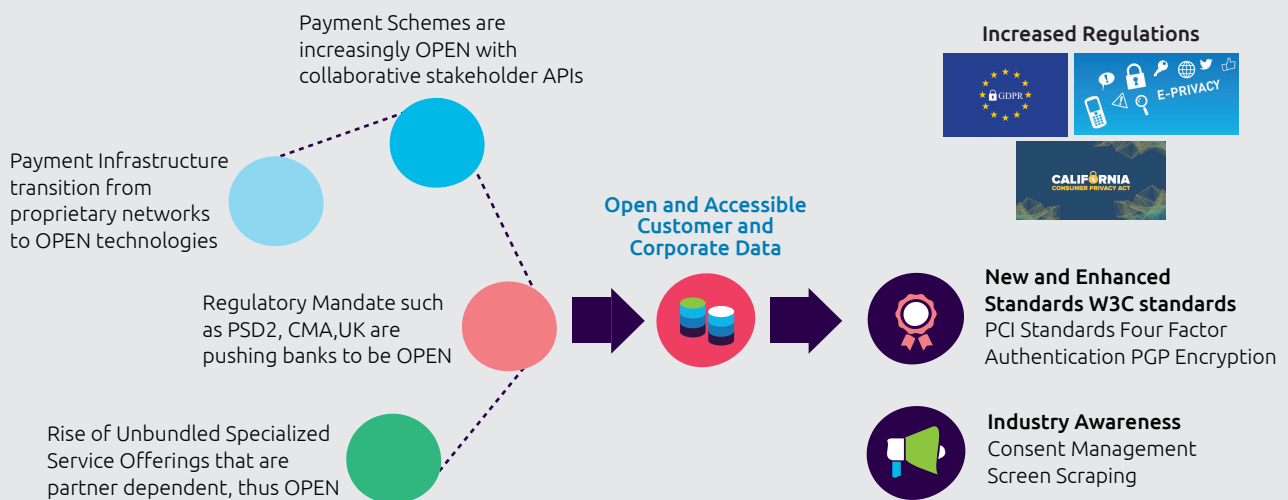 Payment Schemes are
increasingly OPEN with
collaborative stakeholder APIs
Payment Infrastructure
transition from
proprietary networks
to OPEN technologies
Regulatory Mandate such
as PSD2, CMA,UK are
pushing banks to be OPEN
Rise of Unbundled Specialized
Service Offerings that are
partner dependent, thus OPEN
Open and Accessible
Customer and
Corporate Data
Increased Regulations
GDPR
E-PRIVACY
CALIFORNIA
CONSUMER PRIVACY ACT
New and Enhanced
Standards W3C standards
PCI Standards Four Factor
Authentication PGP Encryption
Industry Awareness
Consent Management
Screen Scraping